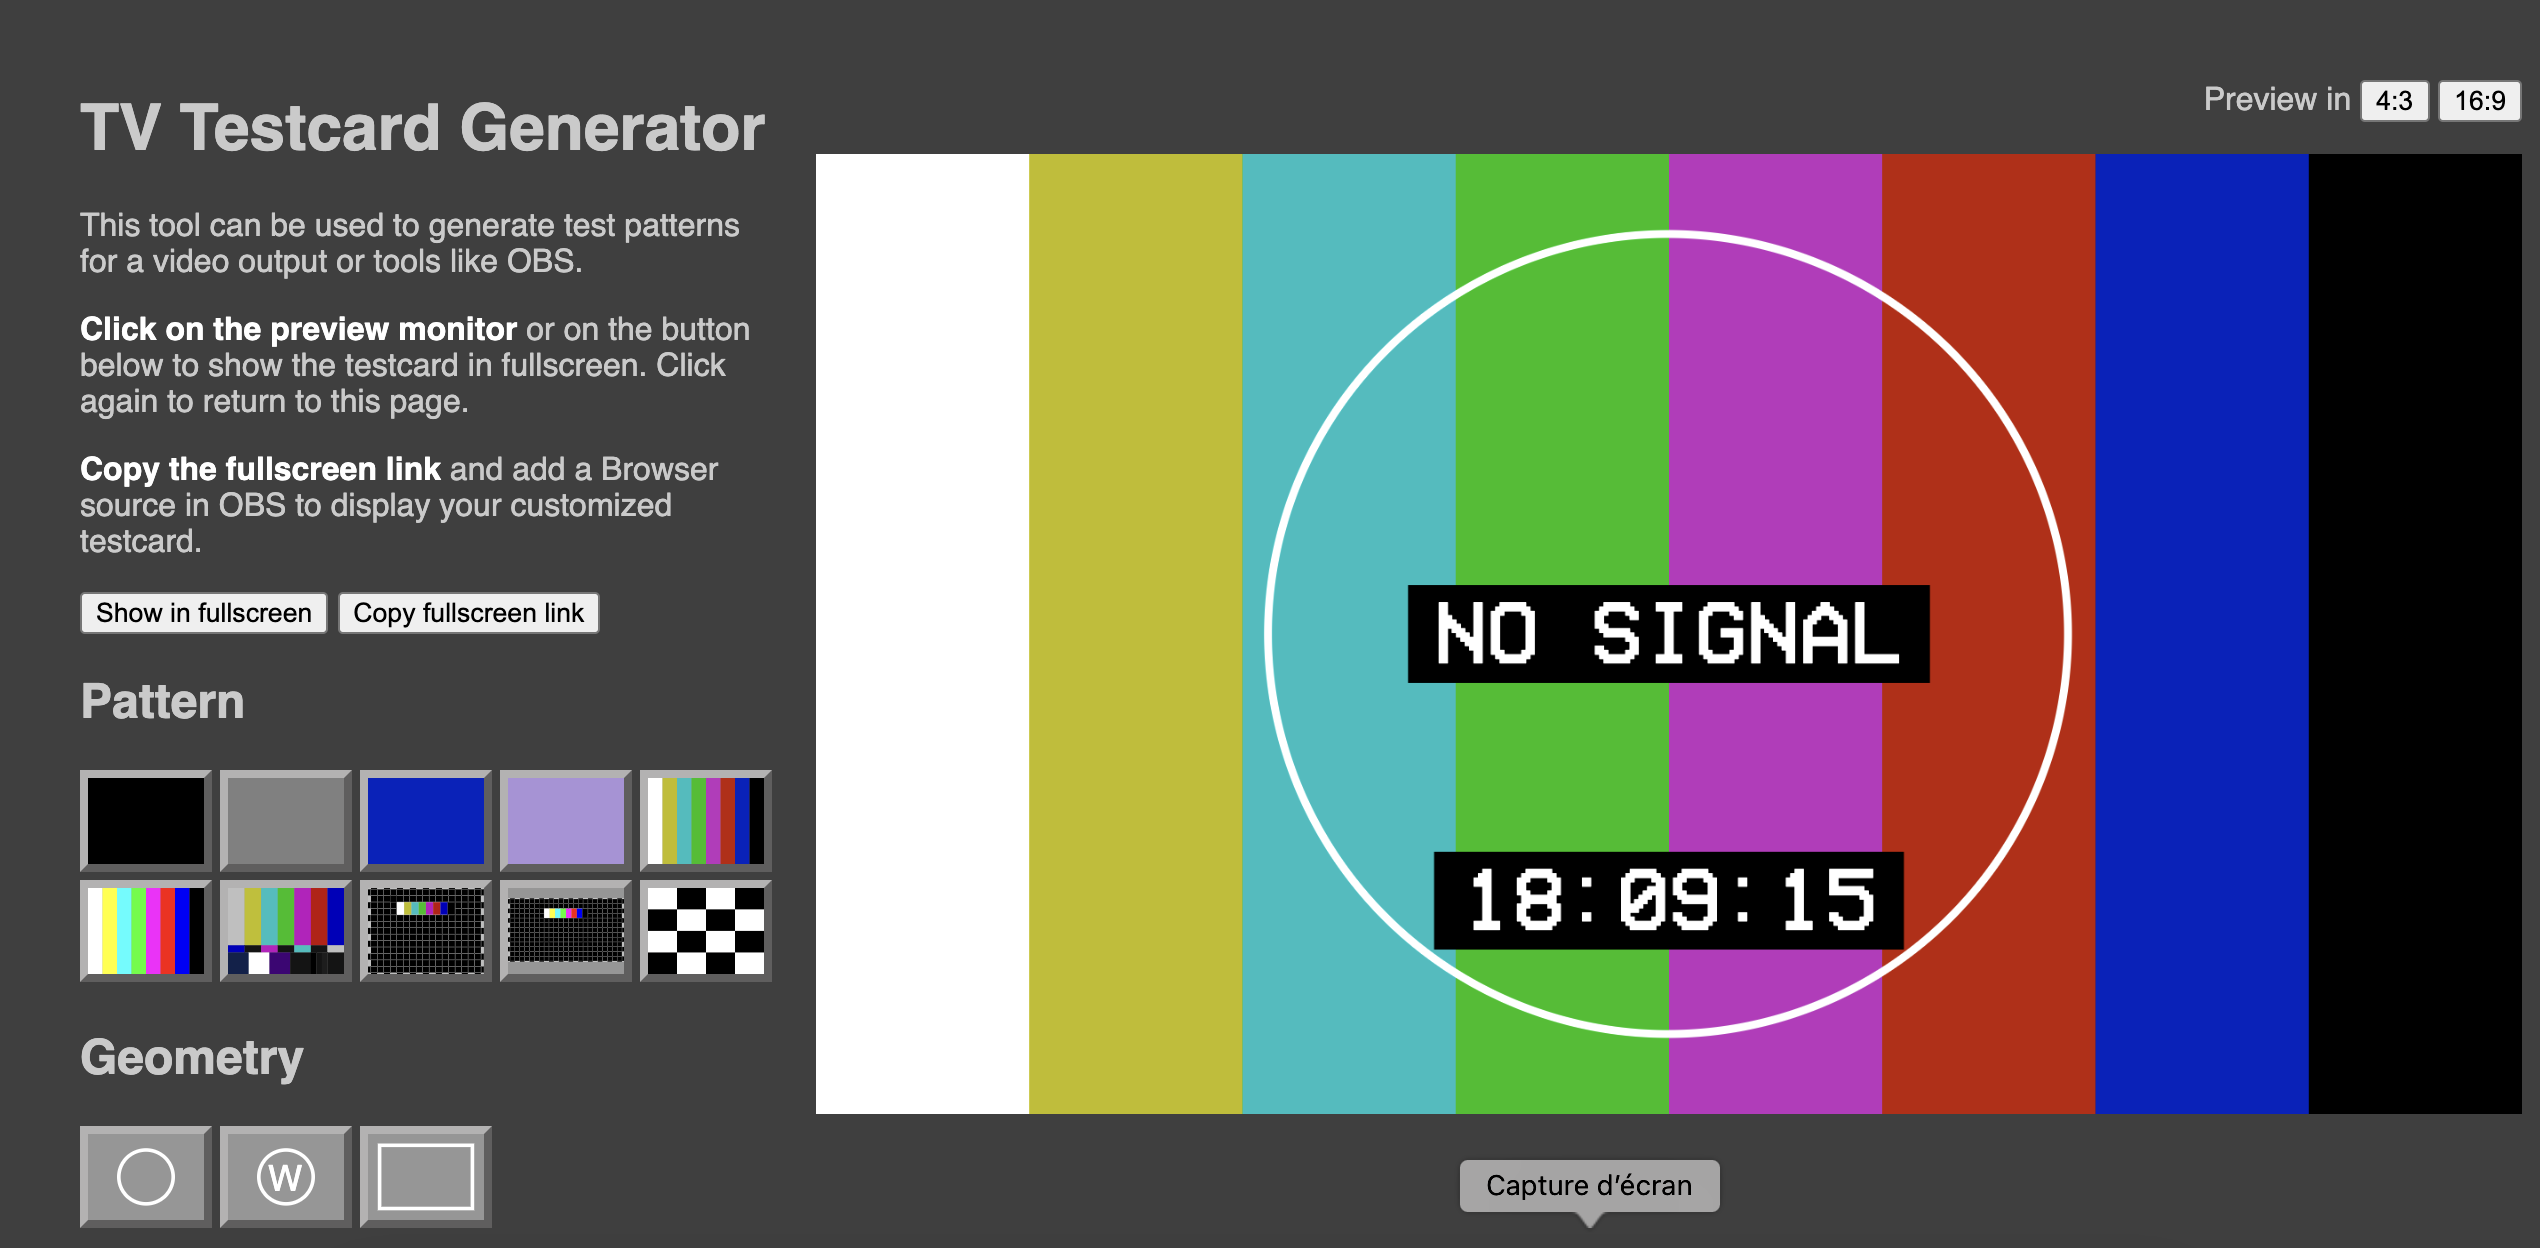 TV Testcard Generator
This tool can be used to generate test patterns
for a video output or tools like OBS.
Click on the preview monitor or on the button
below to show the testcard in fullscreen. Click
again to return to this page.
Copy the fullscreen link and add a Browser
source in OBS to display your customized
testcard.
Show in fullscreen Copy fullscreen link
Pattern
Geometry
W
Preview in 4:3 16:9
NO SIGNAL
18:09:15
Capture d’écran